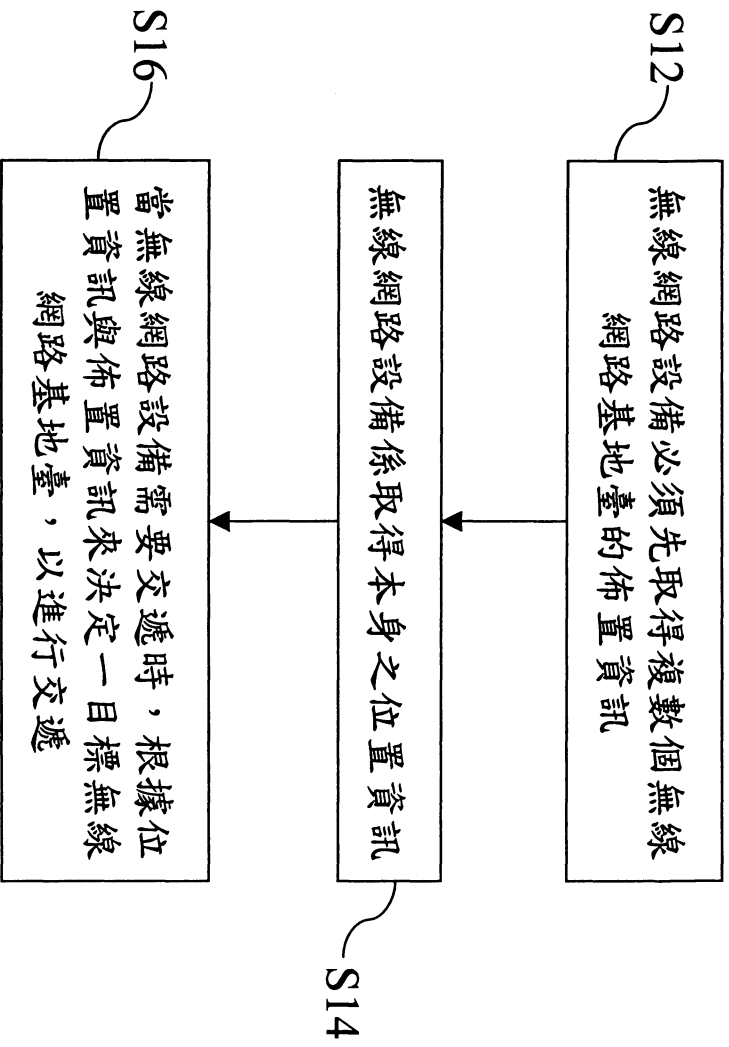 S12
無線網路設備必須先取得複數個無線
網路基地臺的佈置資訊
無線網路設備係取得本身之位置資訊
S14
S16
當無線網路設備需要交遞時，根據位
置資訊與佈置資訊來決定一目標無線
網路基地臺，以進行交遞